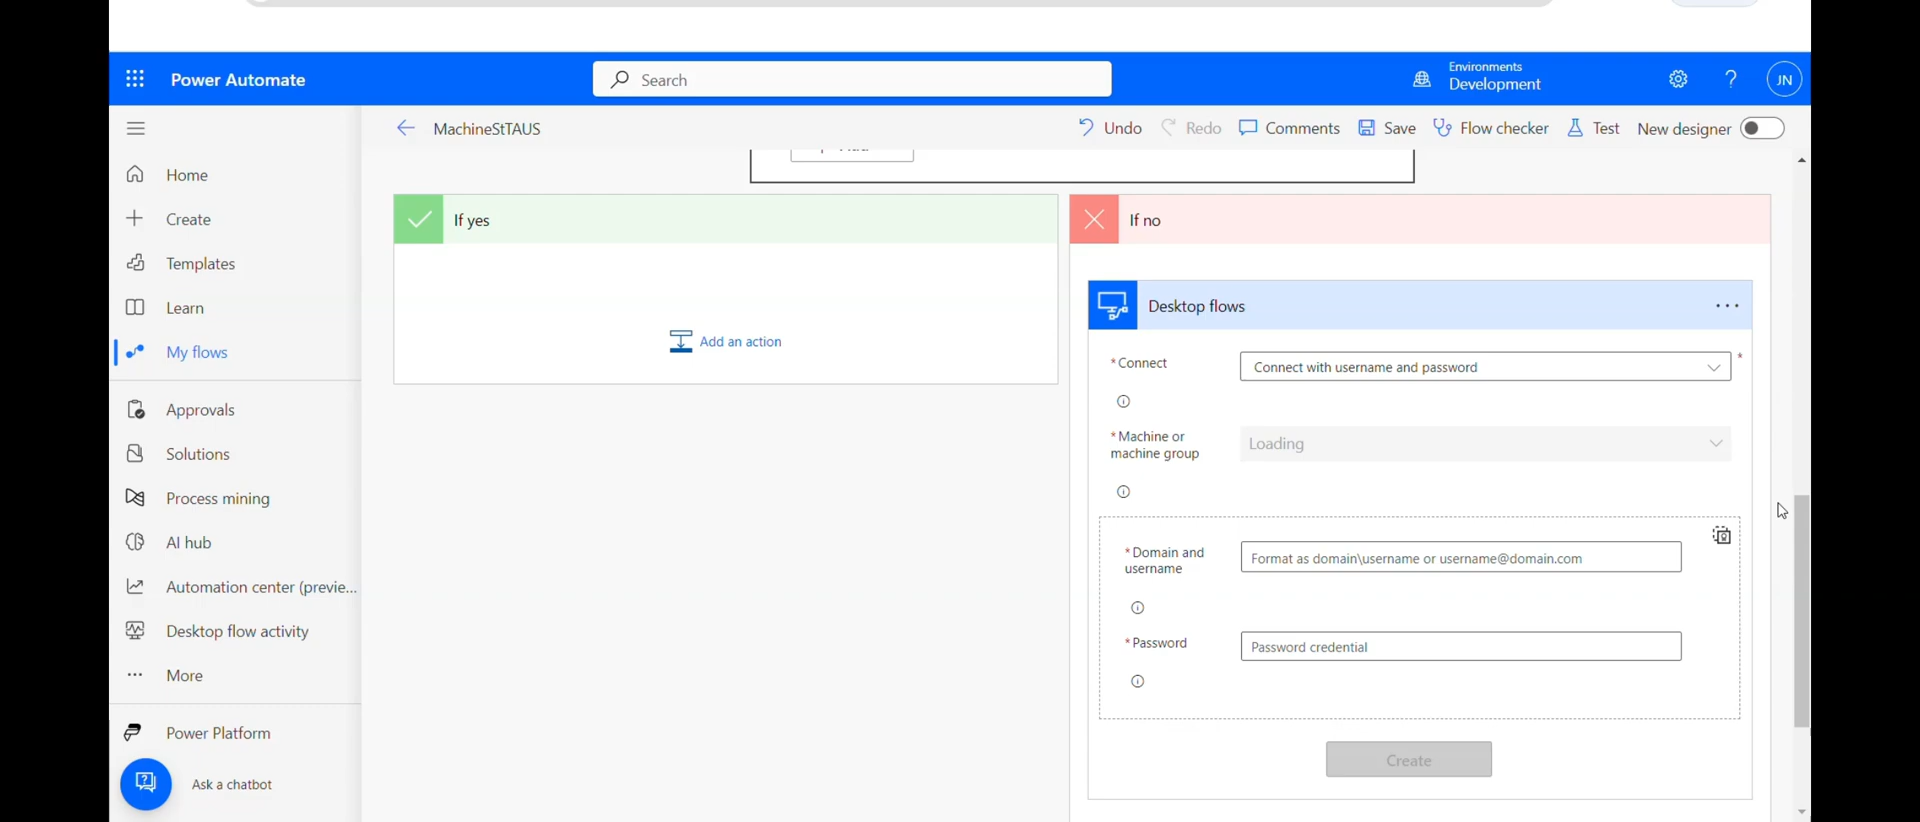 Power Automate
Search
Environments
Development
JN
MachineStTAUS
Undo
Redo
Comments
Save
Flow checker
Test
New designer
Home
Create
Templates
Learn
My flows
Approvals
Solutions
Process mining
AI hub
Automation center (previe...
Desktop flow activity
More
Power Platform
Ask a chatbot
If yes
Add an action
If no
Desktop flows
* Connect
Connect with username and password
*
* Machine or
machine group
Loading
* Domain and
username
Format as domain\username or username@domain.com
* Password
Password credential
Create